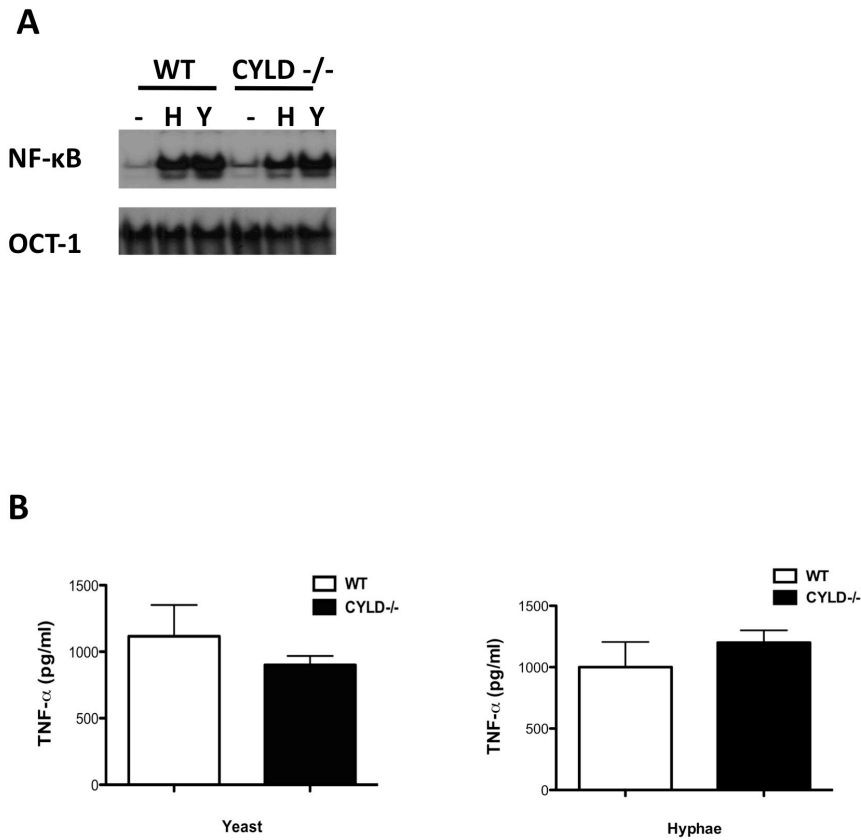 A
WT CYLD -/-
- H Y - H Y
NF-κB
OCT-1
B
WT
CYLD-/-
1500
1000
500
0
TNF-α (pg/ml)
Yeast
WT
CYLD-/-
1500
1000
500
0
TNF-α (pg/ml)
Hyphae